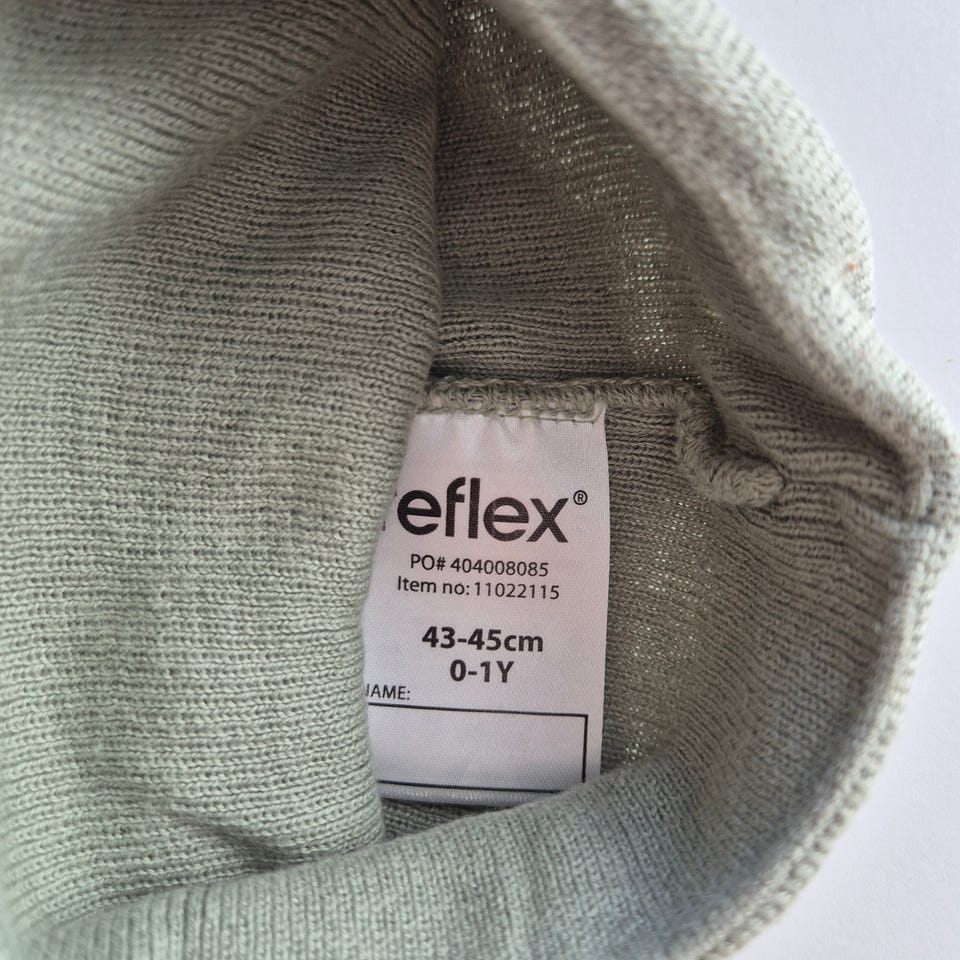 reflex®
PO# 404008085
Item no: 11022115
43-45cm
0-1Y
NAME: